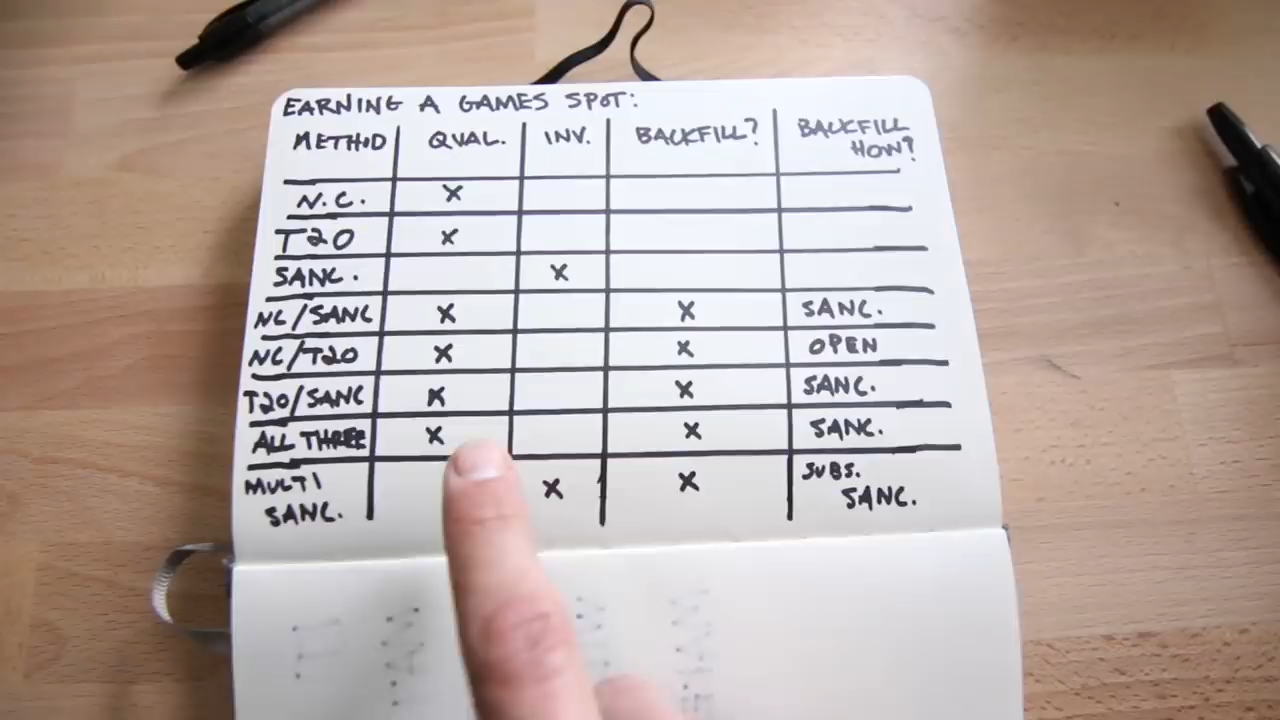 EARNING A GAMES SPOT:
METHOD QUAL. INV. BACKFILL? BACKFILL HOW?
N.C. X
T20 X
SANC. X
NC/SANC X X SANC.
NC/T20 X X OPEN
T20/SANC X X SANC.
ALL THREE X X SANC.
MULTI SANC. X X SUBS. SANC.